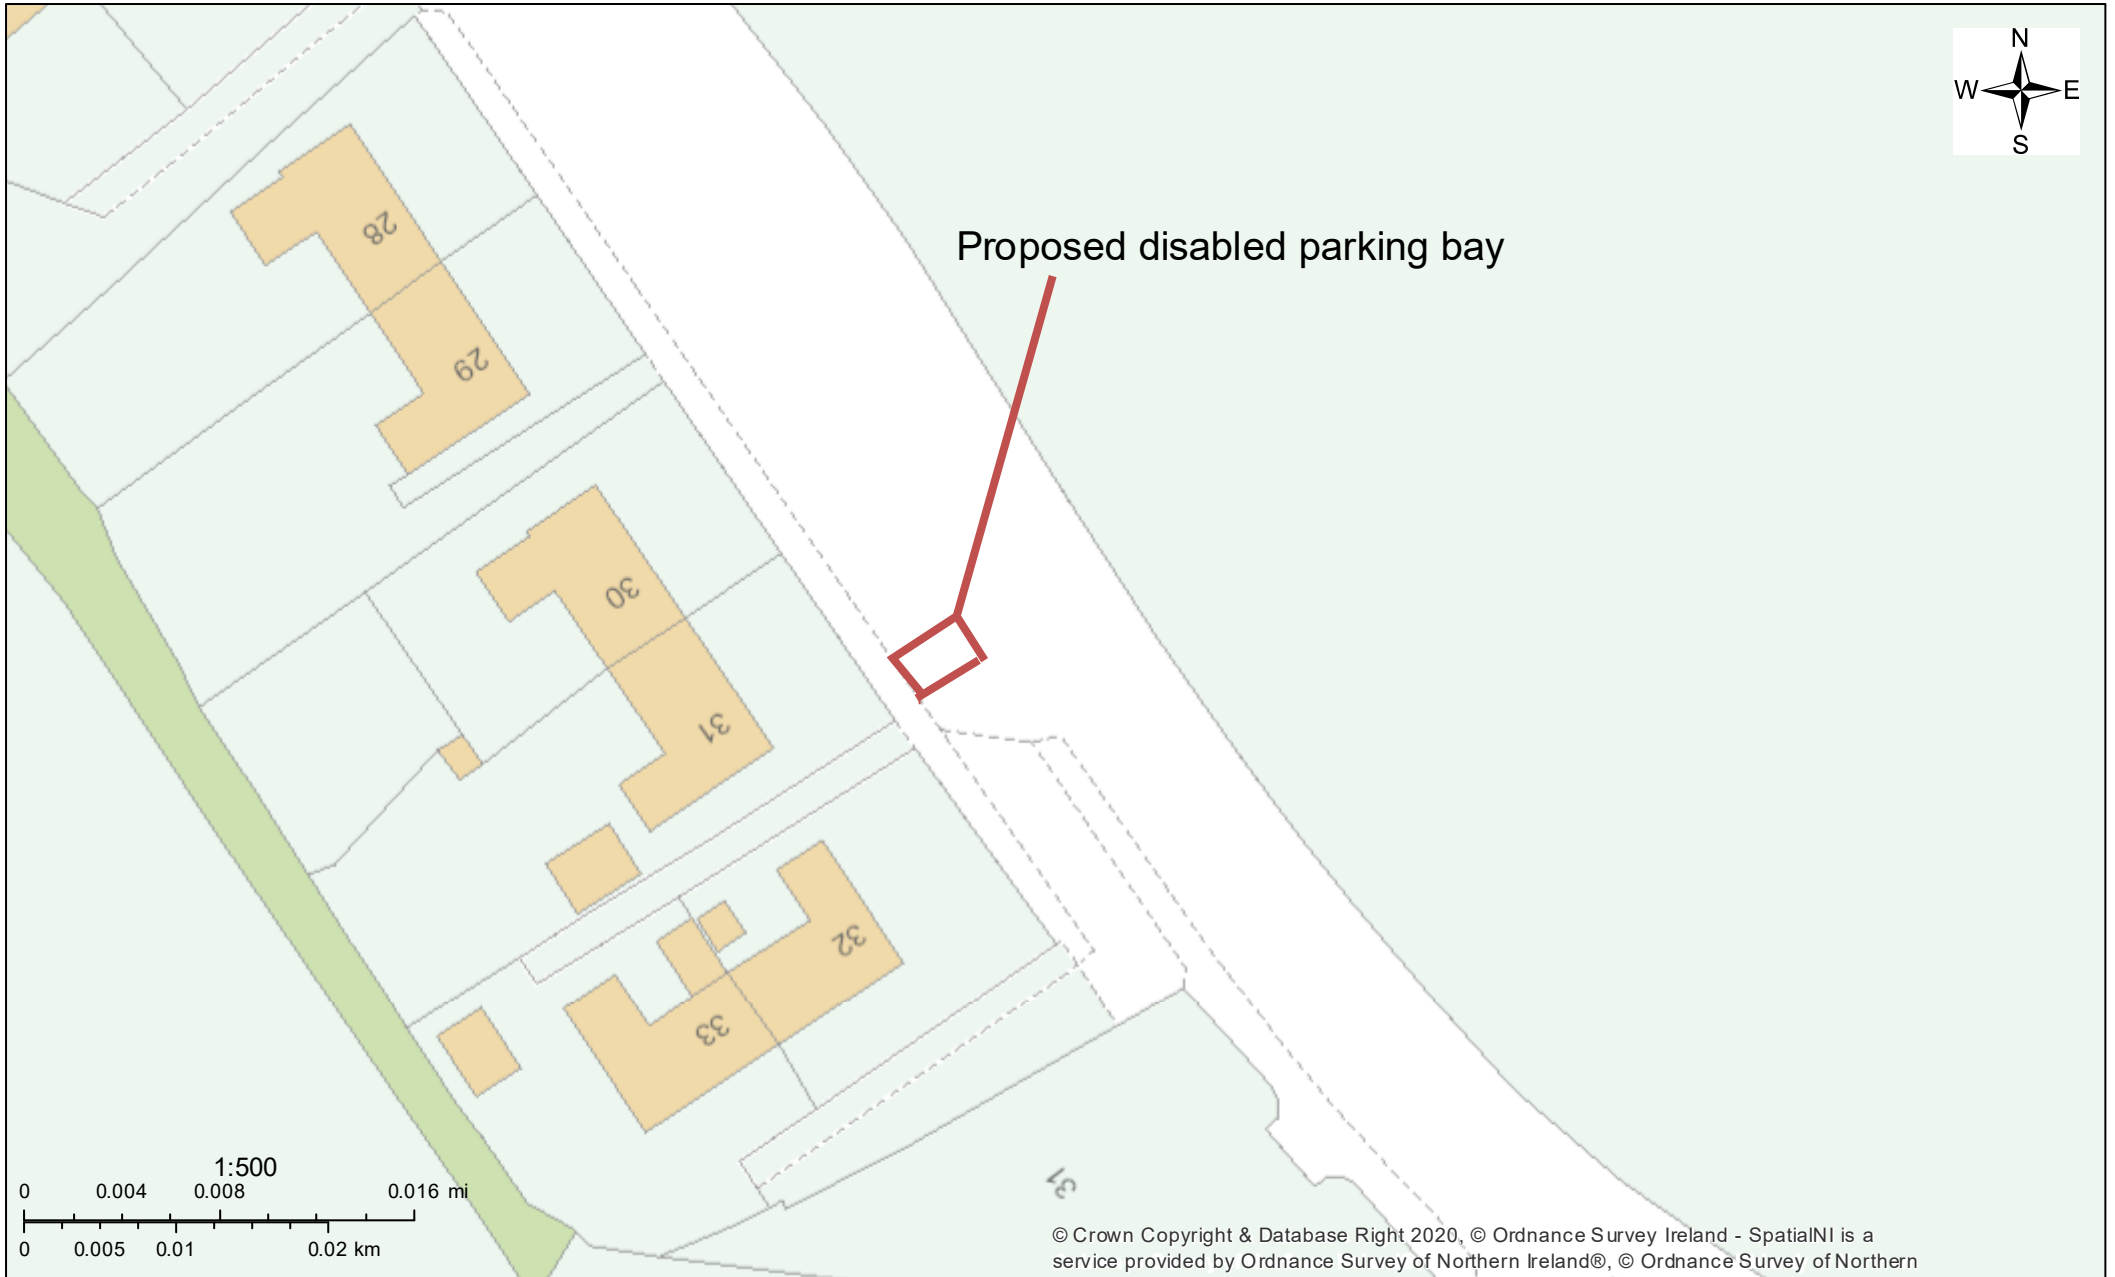 N
W E
S
Proposed disabled parking bay
28
29
30
31
32
33
31
1:500
0 0.004 0.008 0.016 mi
0 0.005 0.01 0.02 km
© Crown Copyright & Database Right 2020, © Ordnance Survey Ireland - SpatialNI is a
service provided by Ordnance Survey of Northern Ireland®, © Ordnance Survey of Northern